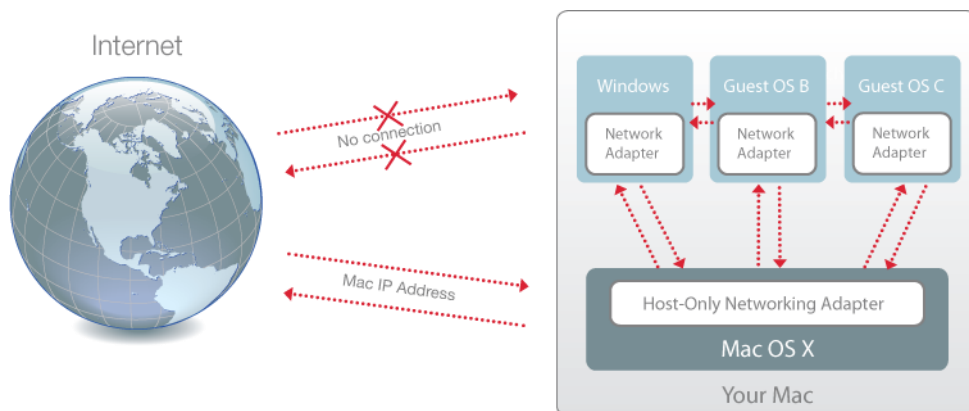 Internet
No connection
Mac IP Address
Windows
Guest OS B
Guest OS C
Network
Adapter
Network
Adapter
Network
Adapter
Host-Only Networking Adapter
Mac OS X
Your Mac